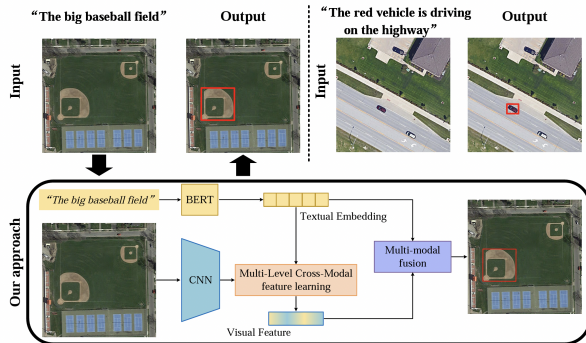 “The big baseball field”
Output
“The red vehicle is driving
on the highway”
Output
Input
Input
Our approach
“The big baseball field”
BERT
Textual Embedding
CNN
Multi-Level Cross-Modal
feature learning
Multi-modal
fusion
Visual Feature